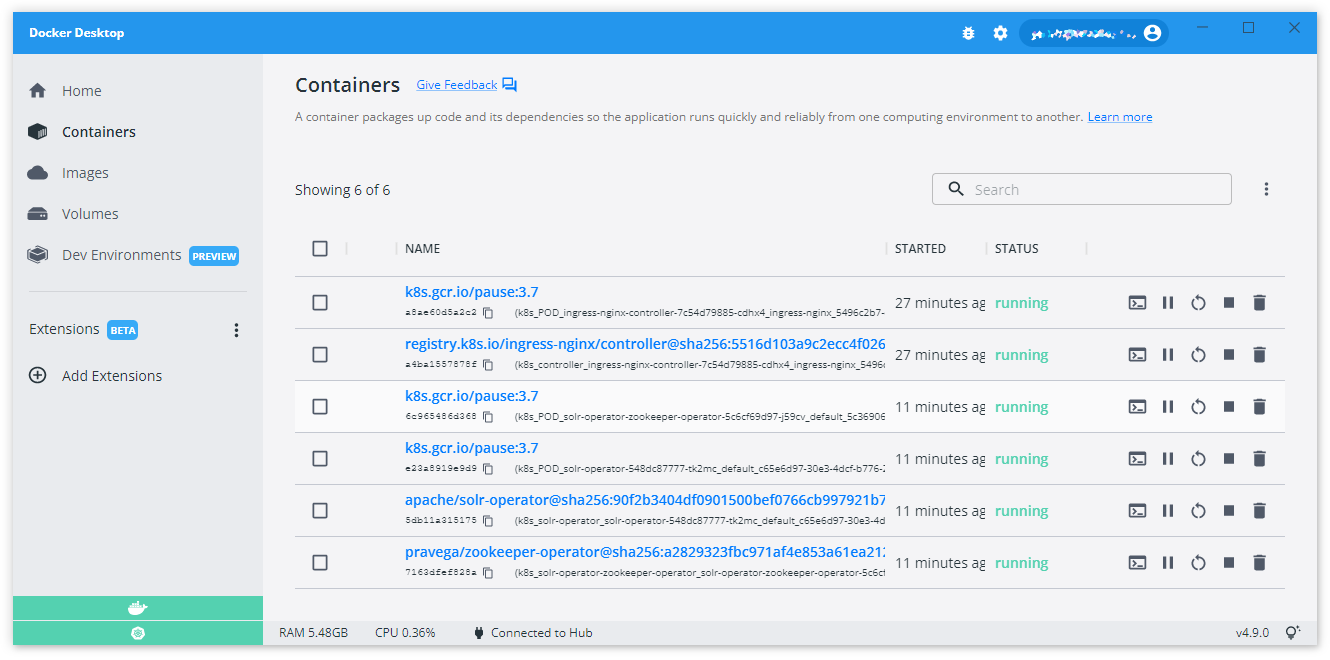 Docker Desktop
Home
Containers
Images
Volumes
Dev Environments PREVIEW
Extensions BETA
Add Extensions
Containers Give Feedback
A container packages up code and its dependencies so the application runs quickly and reliably from one computing environment to another. Learn more
Showing 6 of 6
Search
NAME STARTED STATUS
k8s.gcr.io/pause:3.7
a8ae60d5a2c2 (k8s_POD_ingress-nginx-controller-7c54d79885-cdhx4_ingress-nginx_5496c2b7-
27 minutes ag running
registry.k8s.io/ingress-nginx/controller@sha256:5516d103a9c2ecc4f026
a4ba1557878f (k8s_controller_ingress-nginx-controller-7c54d79885-cdhx4_ingress-nginx_5496c
27 minutes ag running
k8s.gcr.io/pause:3.7
6c965486d368 (k8s_POD_solr-operator-zookeeper-operator-5c6cf69d97-j59cv_default_5c36906
11 minutes ag running
k8s.gcr.io/pause:3.7
e23a8919e9d9 (k8s_POD_solr-operator-548dc87777-tk2mc_default_c65e6d97-30e3-4dcf-b776-2
11 minutes ag running
apache/solr-operator@sha256:90f2b3404df0901500bef0766cb997921b7
5db11a315175 (k8s_solr-operator_solr-operator-548dc87777-tk2mc_default_c65e6d97-30e3-4d
11 minutes ag running
pravega/zookeeper-operator@sha256:a2829323fbc971af4e853a61ea212
7163dfef828a (k8s_solr-operator-zookeeper-operator_solr-operator-zookeeper-operator-5c6cf
11 minutes ag running
RAM 5.48GB CPU 0.36% Connected to Hub v4.9.0